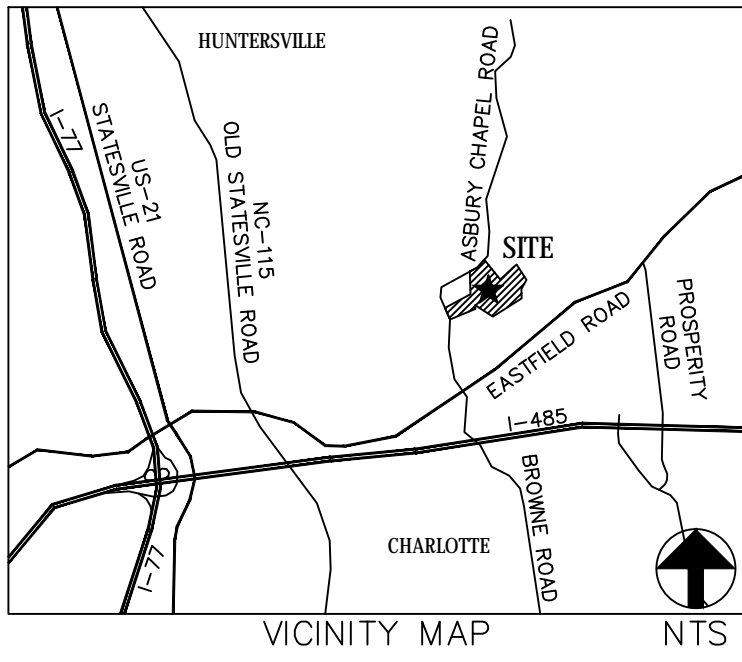 HUNTERSVILLE
I-77
US-21
STATESVILLE ROAD
NC-115
OLD STATESVILLE ROAD
ASBURY CHAPEL ROAD
SITE
EASTFIELD ROAD
PROSPERITY
ROAD
I-485
BROWNE ROAD
CHARLOTTE
I-77
VICINITY MAP
NTS